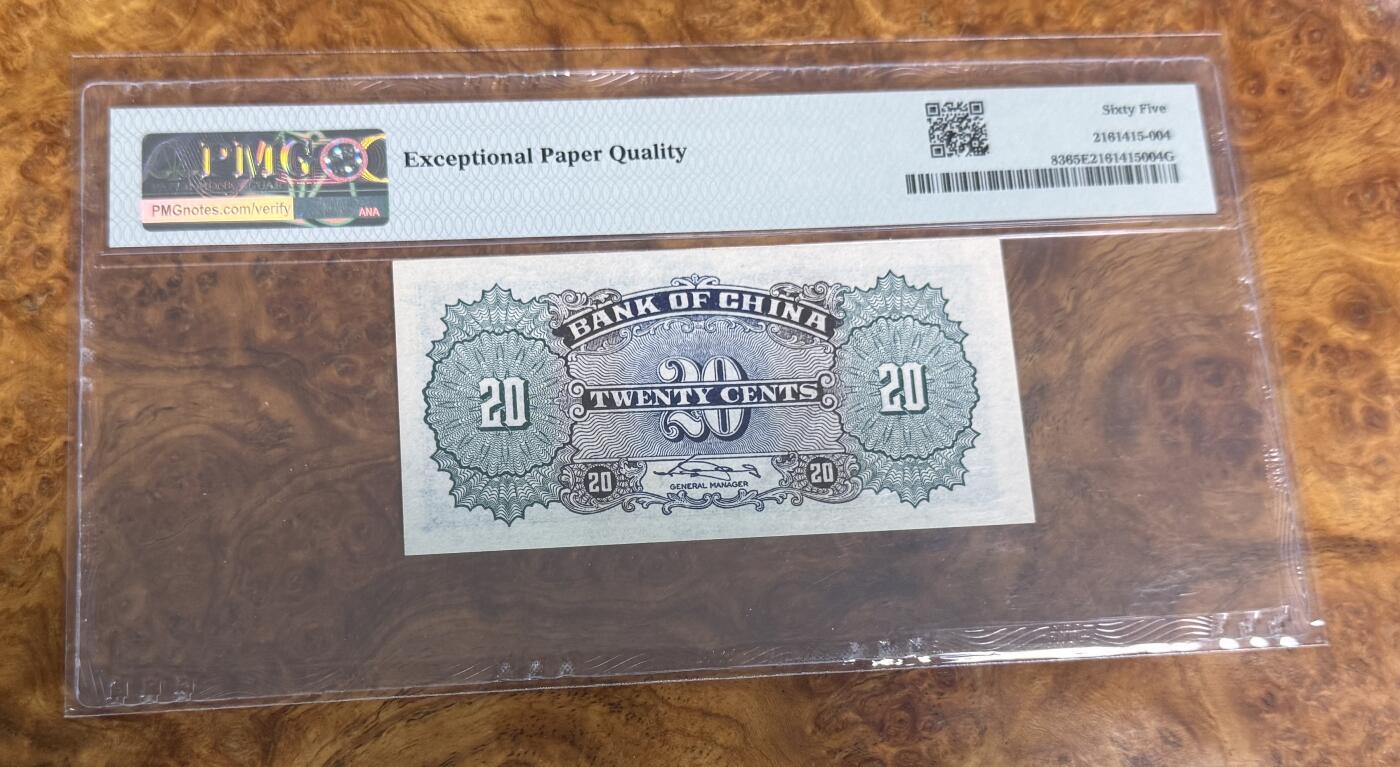 PMG
PMGnotes.com/verify
ANA
Exceptional Paper Quality
Sixty Five
2161415-004
8365E2161415004G
BANK OF CHINA
20
TWENTY CENTS
20
20
20
20
GENERAL MANAGER